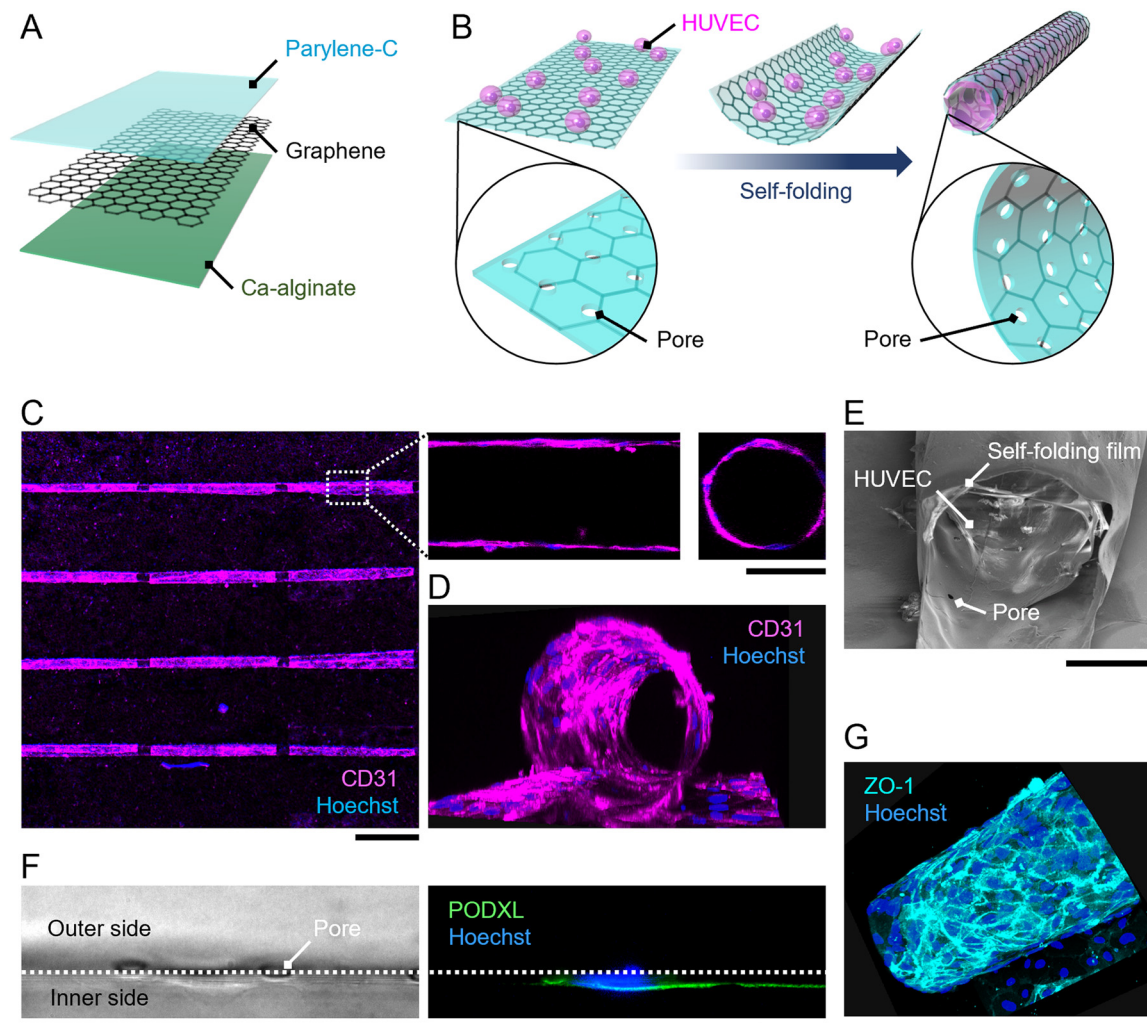 A
Parylene-C
Graphene
Ca-alginate
B
HUVEC
Self-folding
Pore
Pore
C
CD31
Hoechst
D
CD31
Hoechst
E
Self-folding film
HUVEC
Pore
F
Outer side
Pore
Inner side
PODXL
Hoechst
G
ZO-1
Hoechst